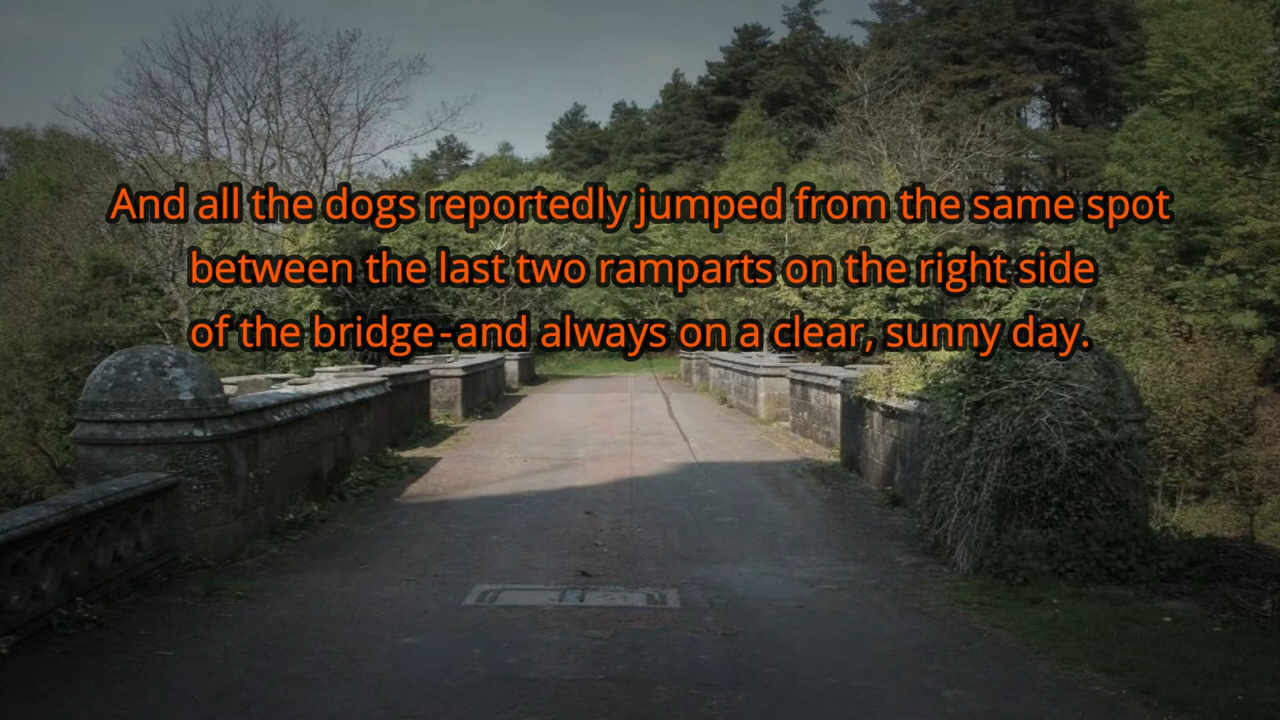 And all the dogs reportedly jumped from the same spot
between the last two ramparts on the right side
of the bridge-and always on a clear, sunny day.